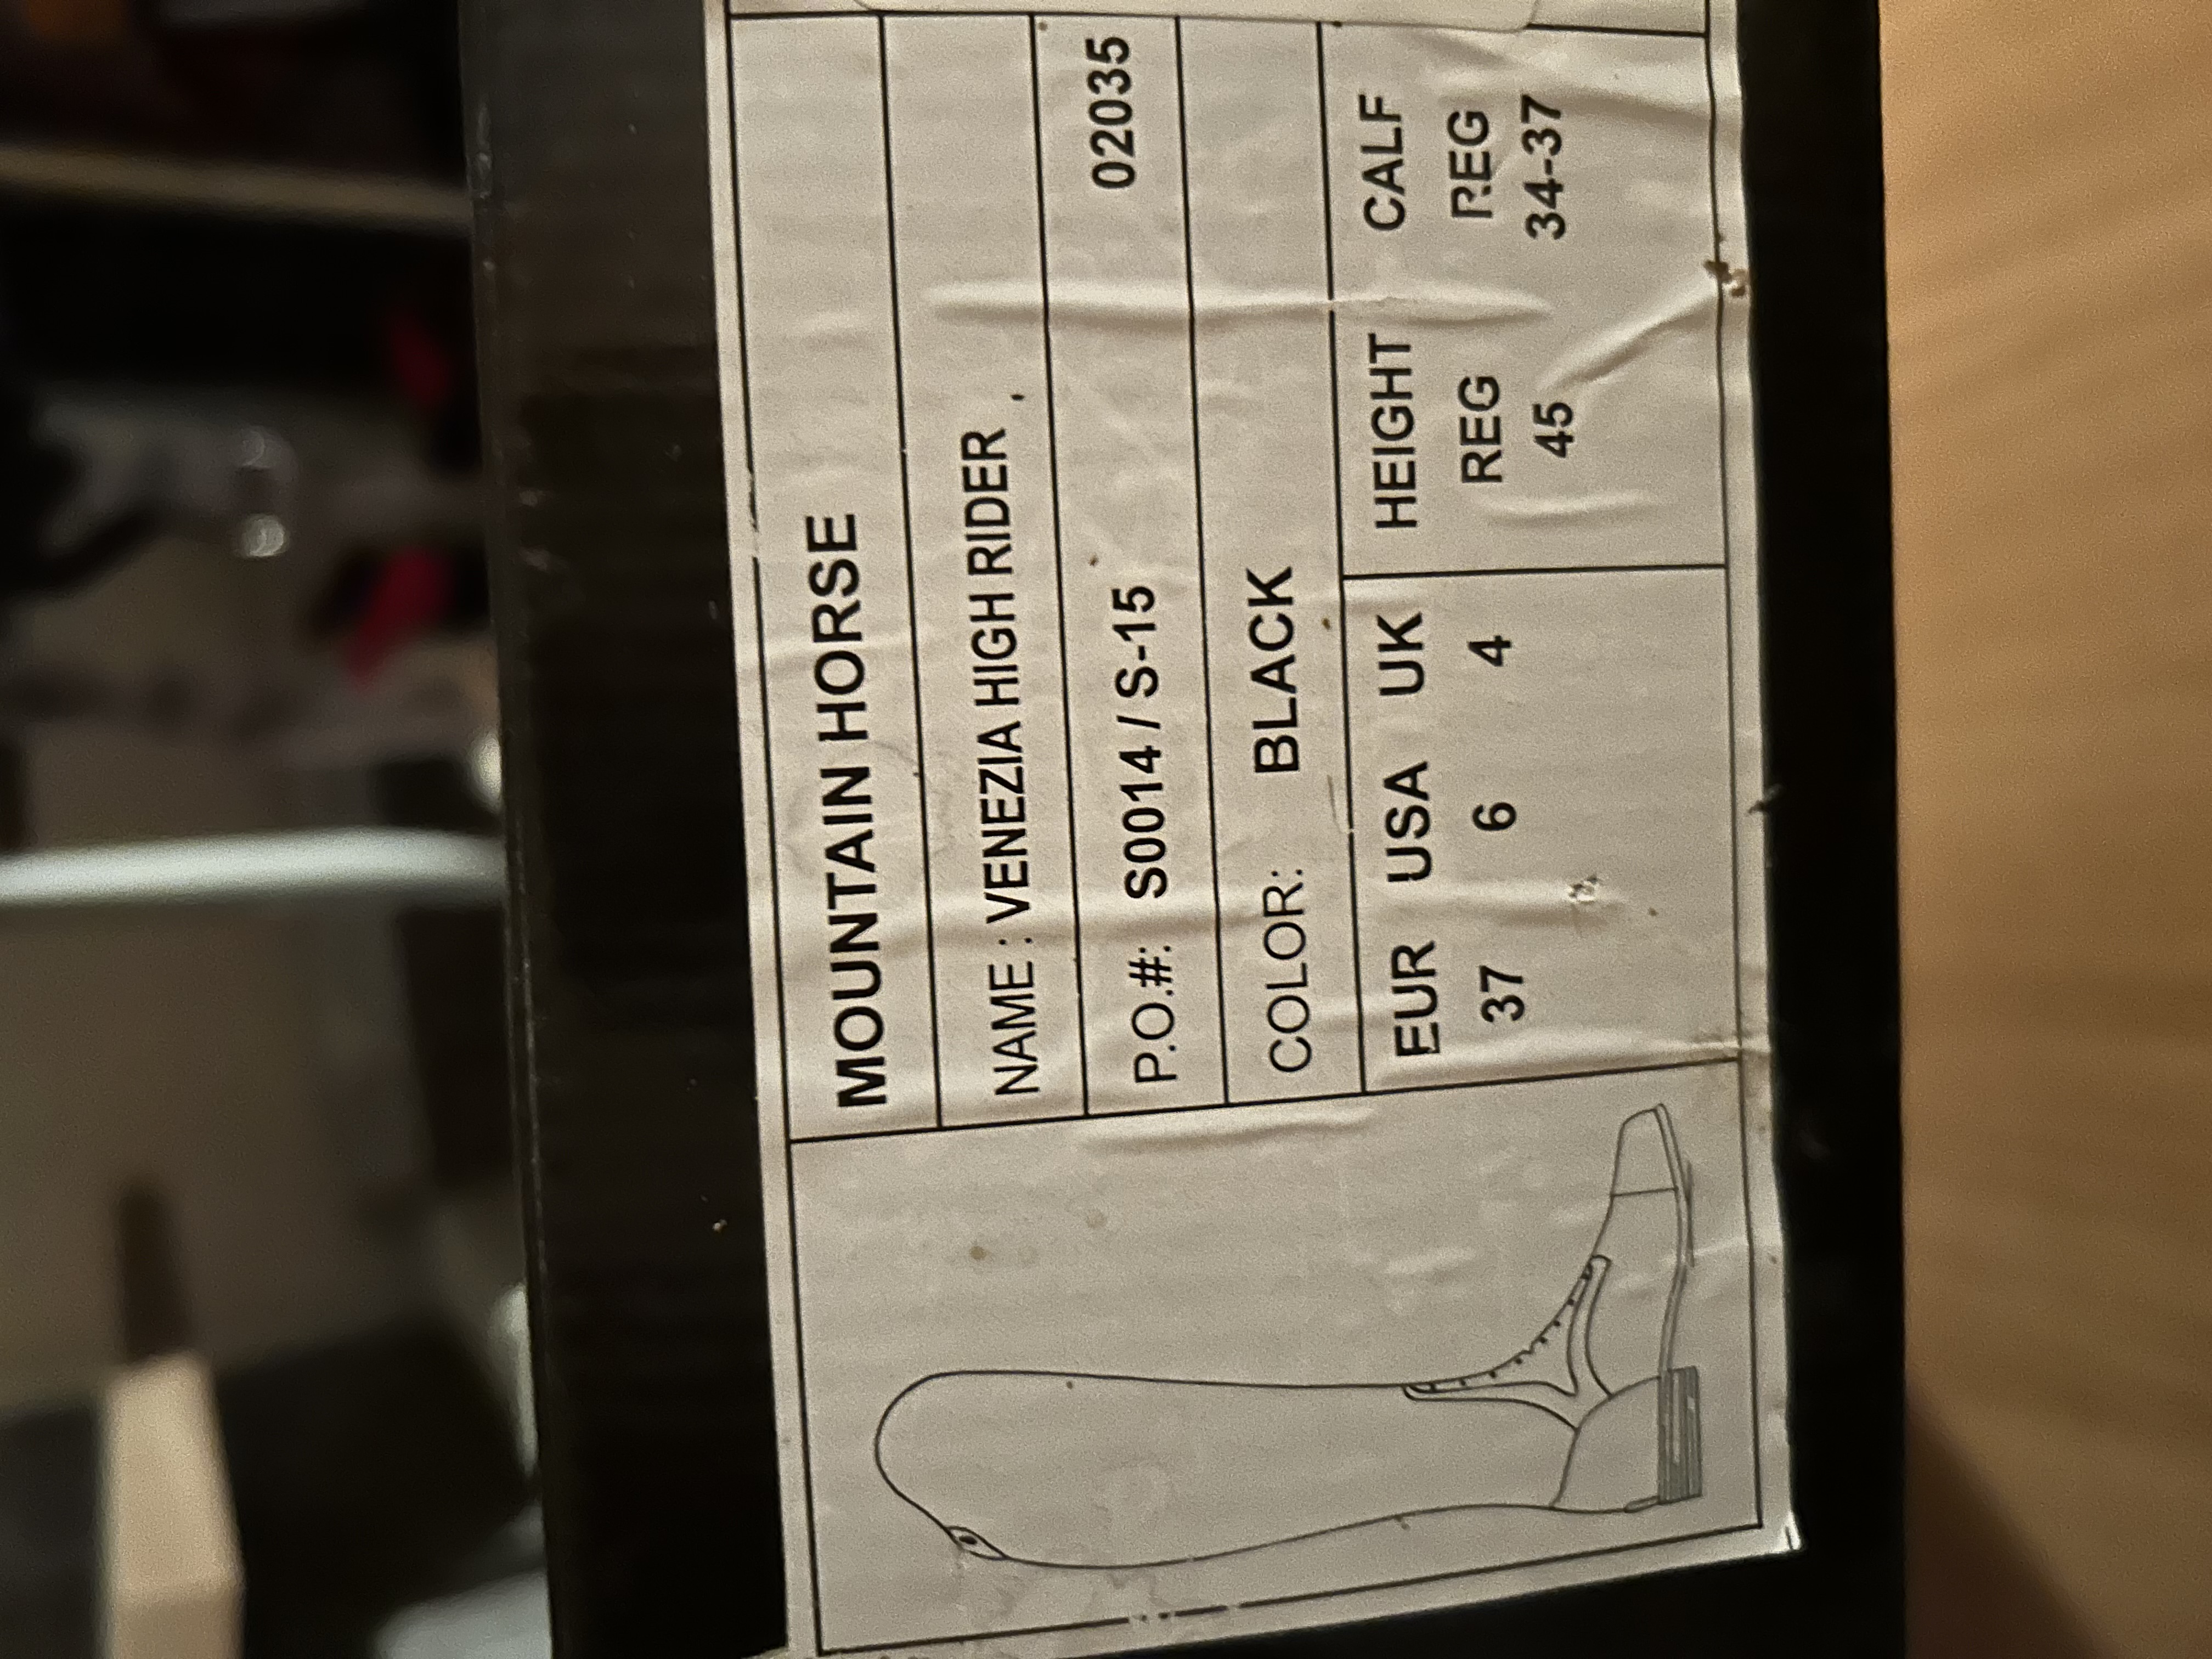 MOUNTAIN HORSE
NAME : VENEZIA HIGH RIDER
P.O.#: S0014 / S-15 02035
COLOR: BLACK
EUR USA UK HEIGHT CALF
37 6 4 REG REG
45 34-37